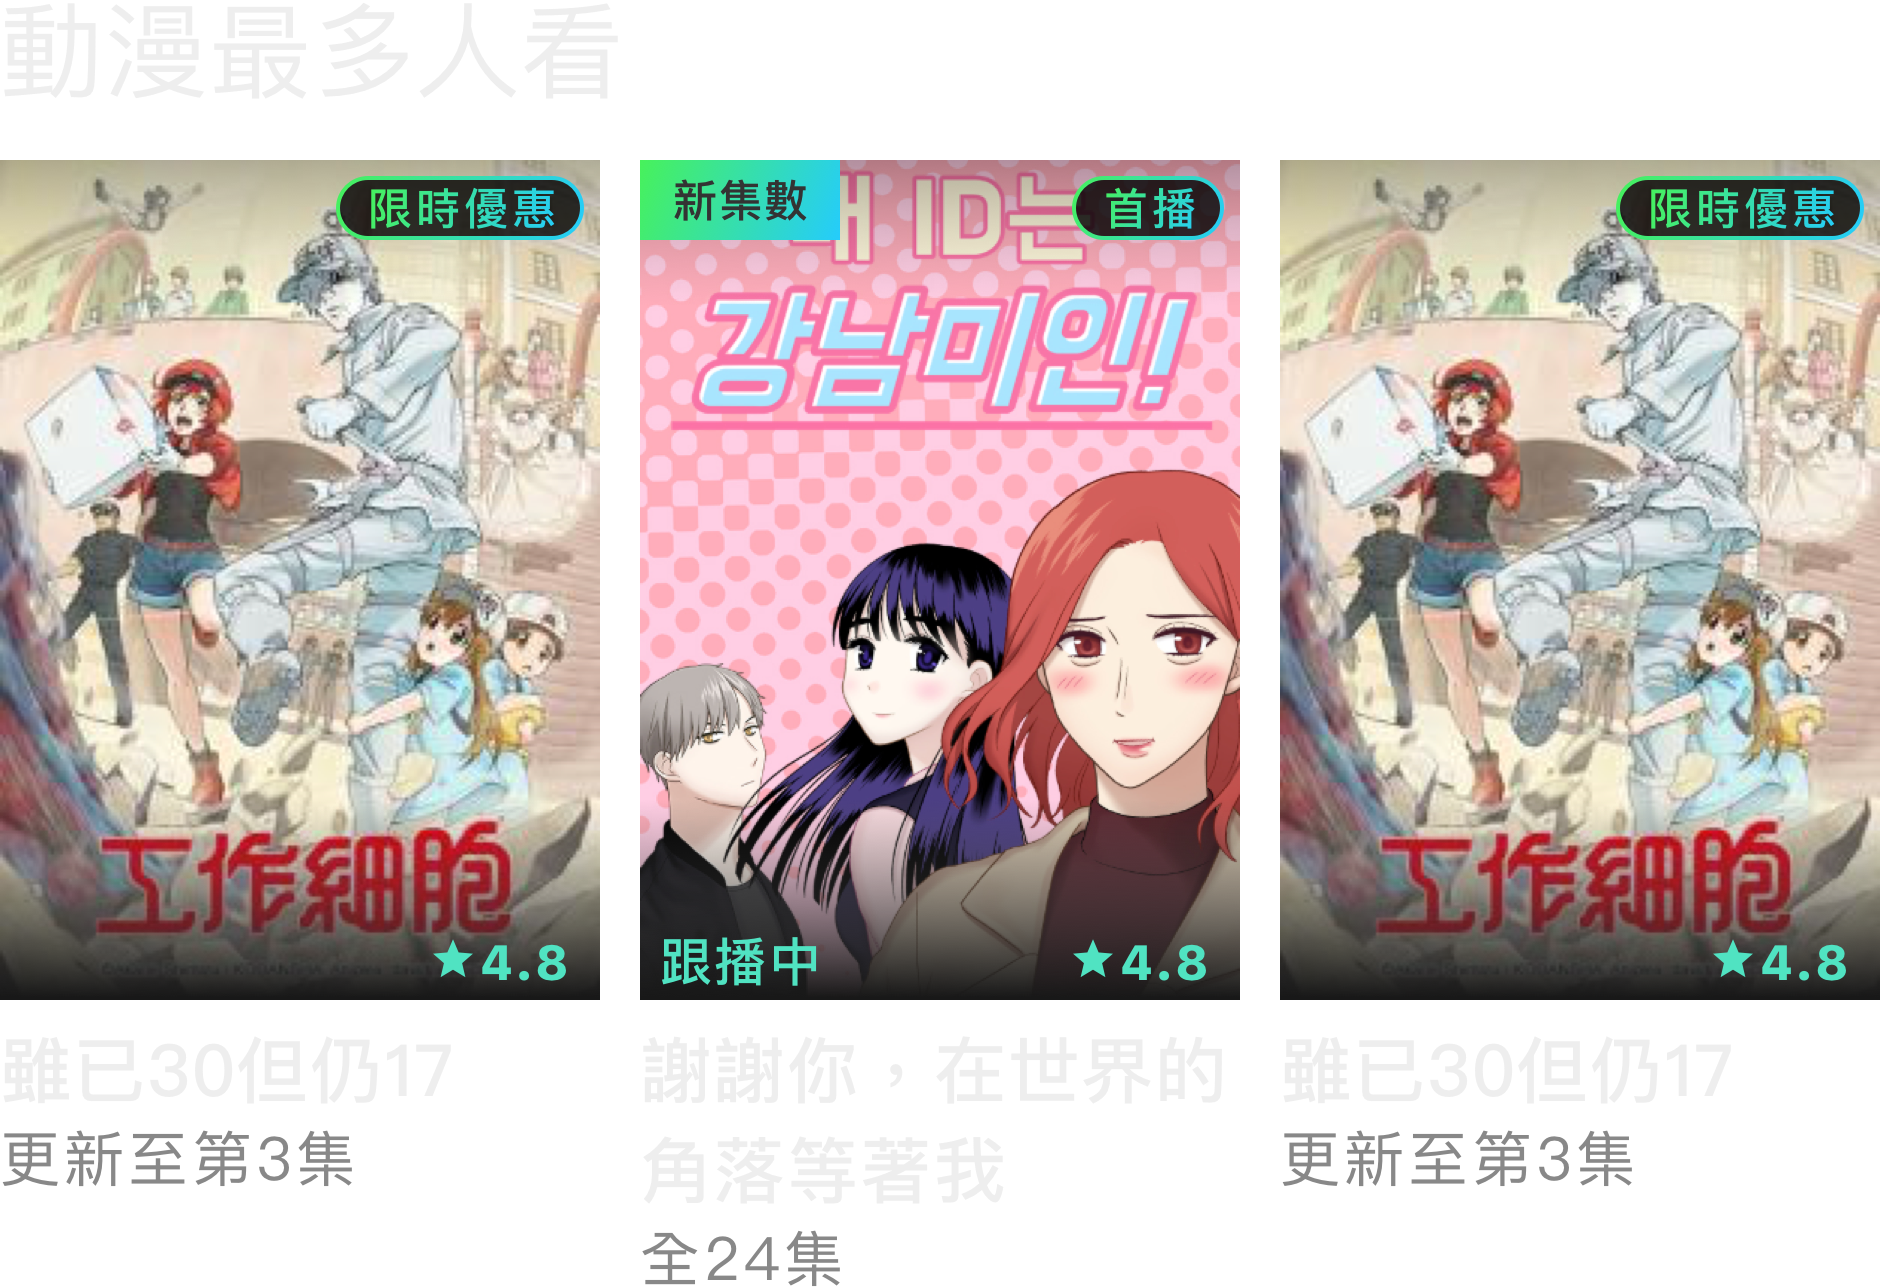 動漫最多人看
限時優惠
工作細胞
★4.8
雖已30但仍17
更新至第3集
新集數
首播
내 ID는
강남미인!
跟播中
★4.8
謝謝你，在世界的
角落等著我
全24集
限時優惠
工作細胞
★4.8
雖已30但仍17
更新至第3集